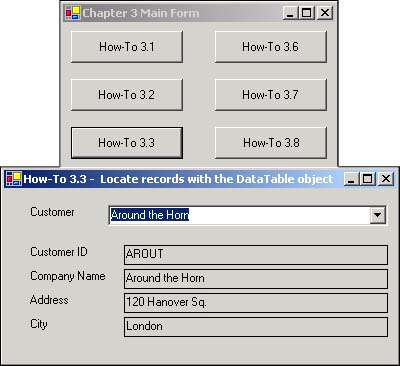 Chapter 3 Main Form
How-To 3.1 How-To 3.6
How-To 3.2 How-To 3.7
How-To 3.3 How-To 3.8
How-To 3.3 - Locate records with the DataTable object
Customer Around the Horn
Customer ID AROUT
Company Name Around the Horn
Address 120 Hanover Sq.
City London